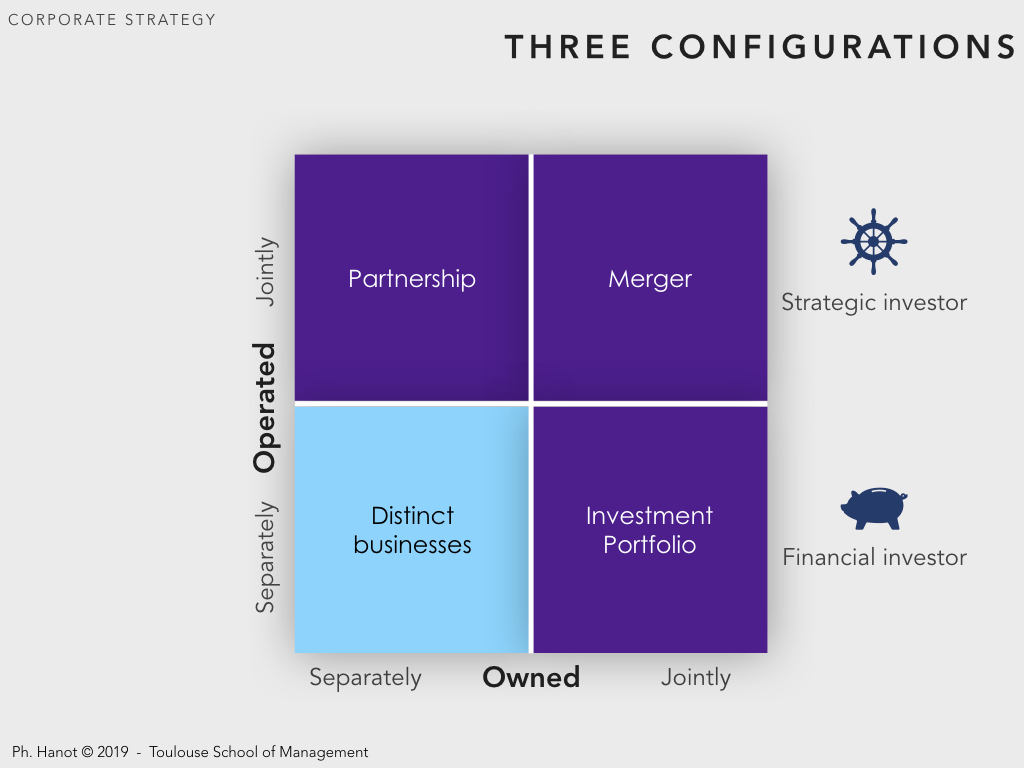 CORPORATE STRATEGY
THREE CONFIGURATIONS
Jointly
Operated
Separately
Partnership
Merger
Strategic investor
Distinct
businesses
Investment
Portfolio
Financial investor
Separately
Owned
Jointly
Ph. Hanot © 2019 - Toulouse School of Management